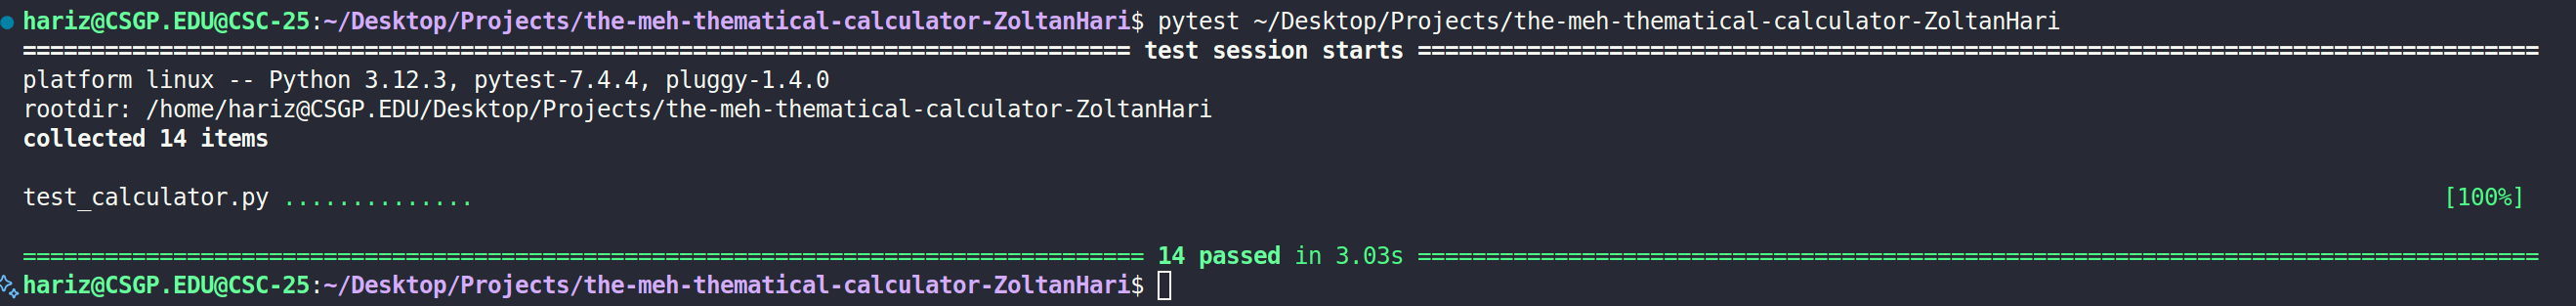 hariz@CSGP.EDU@CSC-25:~/Desktop/Projects/the-meh-thematical-calculator-ZoltanHari$ pytest ~/Desktop/Projects/the-meh-thematical-calculator-ZoltanHari
================================================================================= test session starts ==================================================================================
platform linux -- Python 3.12.3, pytest-7.4.4, pluggy-1.4.0
rootdir: /home/hariz@CSGP.EDU/Desktop/Projects/the-meh-thematical-calculator-ZoltanHari
collected 14 items
test_calculator.py .............. [100%]
================================================================================== 14 passed in 3.03s ==================================================================================
hariz@CSGP.EDU@CSC-25:~/Desktop/Projects/the-meh-thematical-calculator-ZoltanHari$